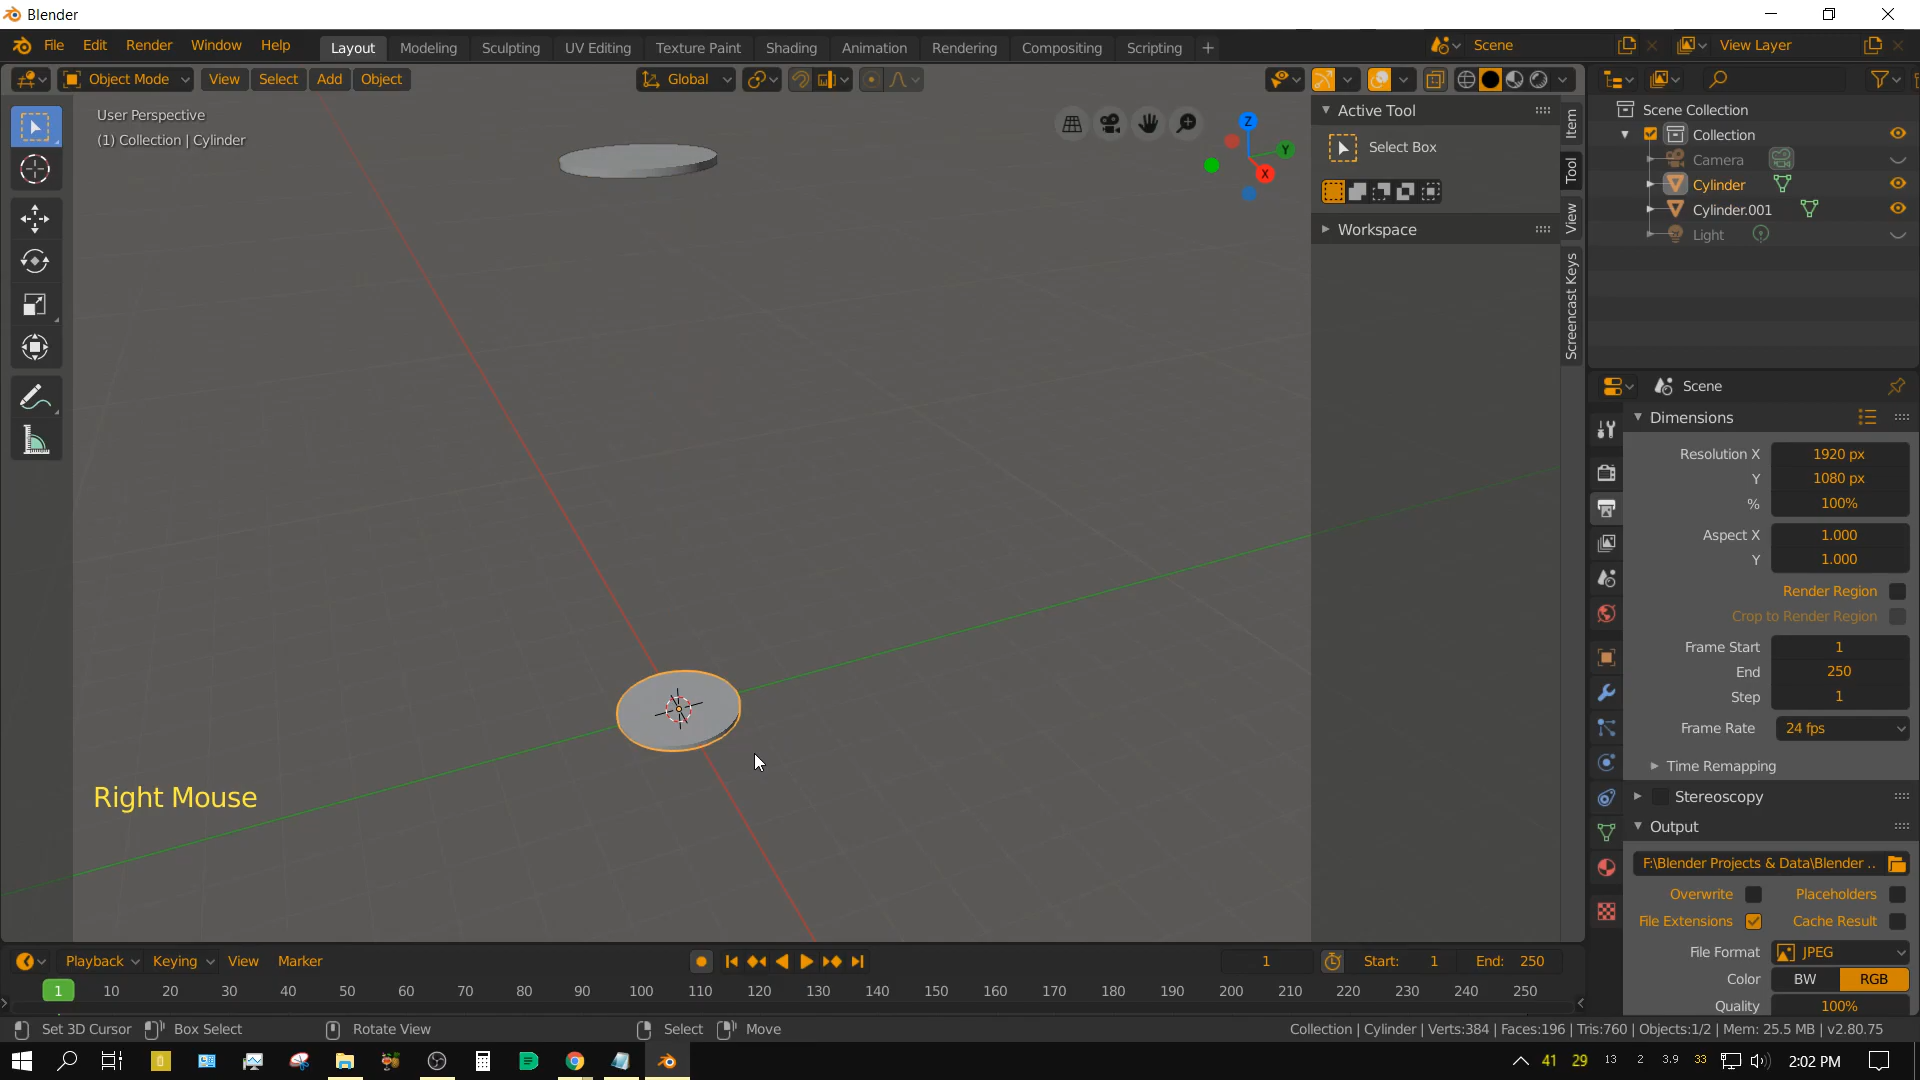 Blender
File Edit Render Window Help Layout Modeling Sculpting UV Editing Texture Paint Shading Animation Rendering Compositing Scripting + Scene View Layer
Object Mode View Select Add Object Global
User Perspective
(1) Collection | Cylinder
Z
Y
X
Active Tool
Select Box
Workspace
Item
Tool
View
Screencast Keys
Scene Collection
Collection
Camera
Cylinder
Cylinder.001
Light
Scene
Dimensions
Resolution X 1920 px
Y 1080 px
% 100%
Aspect X 1.000
Y 1.000
Render Region
Crop to Render Region
Frame Start 1
End 250
Step 1
Frame Rate 24 fps
Time Remapping
Stereoscopy
Output
F:\Blender Projects & Data\Blender ..
Overwrite Placeholders
File Extensions Cache Result
File Format JPEG
Color BW RGB
Quality 100%
Right Mouse
Playback Keying View Marker 1 Start: 1 End: 250
1 10 20 30 40 50 60 70 80 90 100 110 120 130 140 150 160 170 180 190 200 210 220 230 240 250
Set 3D Cursor Box Select Rotate View Select Move Collection | Cylinder | Verts:384 | Faces:196 | Tris:760 | Objects:1/2 | Mem: 25.5 MB | v2.80.75
41 29 13 2 3.9 33 2:02 PM